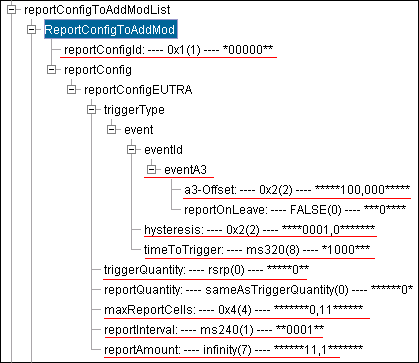 reportConfigToAddModList
ReportConfigToAddMod
reportConfigId: ---- 0x1(1) ---- *00000**
reportConfig
reportConfigEUTRA
triggerType
event
eventId
eventA3
a3-Offset: ---- 0x2(2) ---- *****100,000*****
reportOnLeave: ---- FALSE(0) ---- ***0****
hysteresis: ---- 0x2(2) ---- ****0001,0*******
timeToTrigger: ---- ms320(8) ---- *1000***
triggerQuantity: ---- rsrp(0) ---- *****0**
reportQuantity: ---- sameAsTriggerQuantity(0) ---- ******0*
maxReportCells: ---- 0x4(4) ---- *******0,11******
reportInterval: ---- ms240(1) ---- **0001**
reportAmount: ---- infinity(7) ---- ******11,1*******